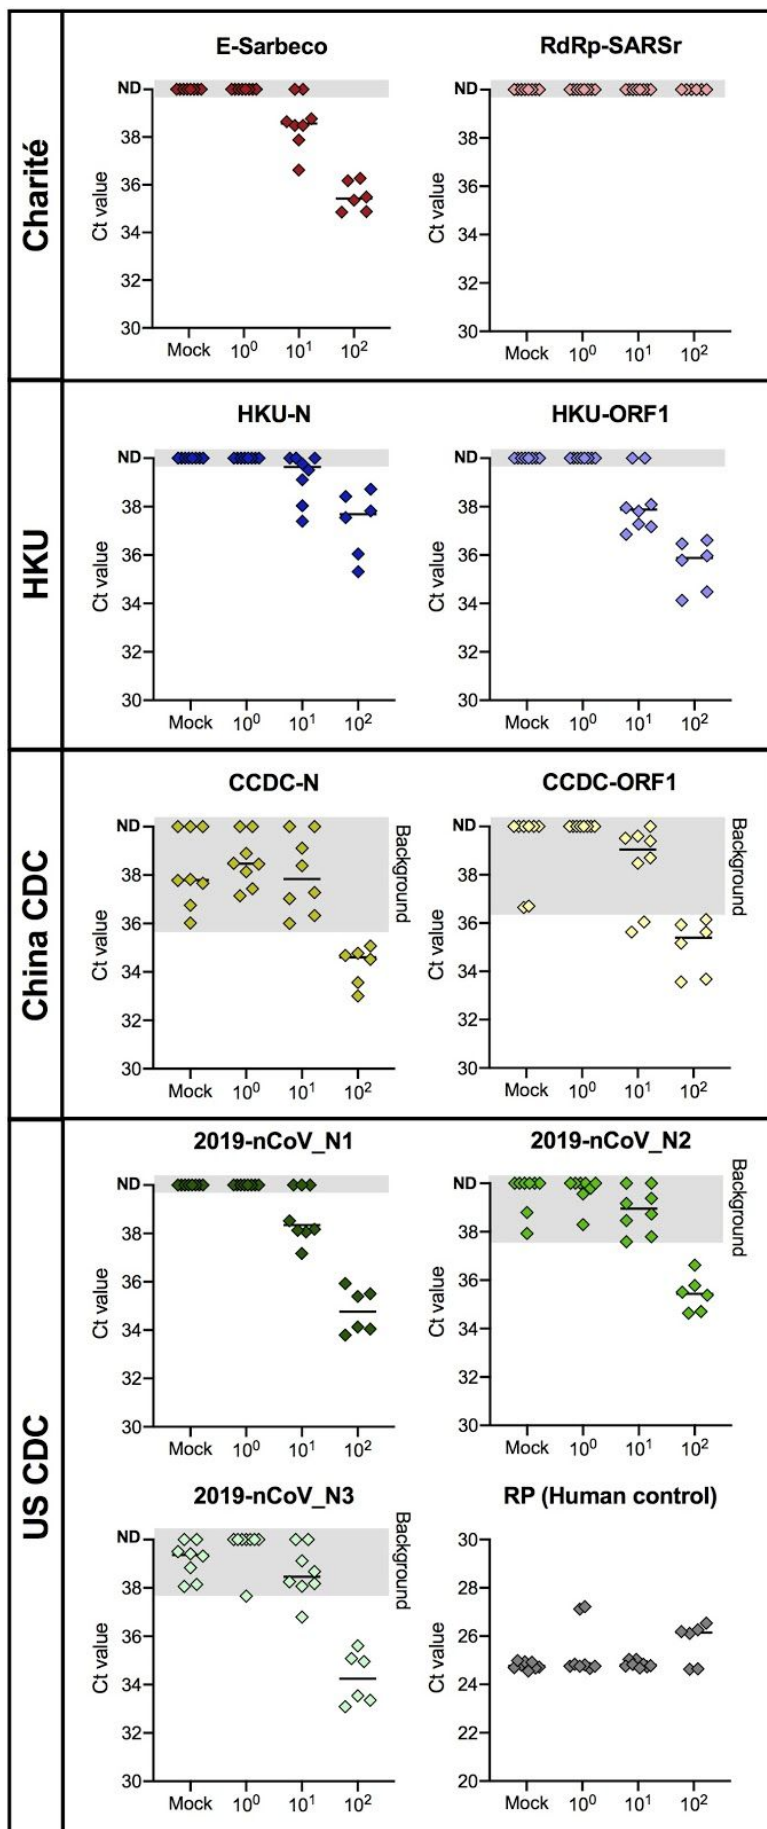 Charité
E-Sarbeco
Ct value
ND
38
36
34
32
30
Mock 10⁰ 10¹ 10²
RdRp-SARSr
Ct value
ND
38
36
34
32
30
Mock 10⁰ 10¹ 10²
HKU
HKU-N
Ct value
ND
38
36
34
32
30
Mock 10⁰ 10¹ 10²
HKU-ORF1
Ct value
ND
38
36
34
32
30
Mock 10⁰ 10¹ 10²
China CDC
CCDC-N
Ct value
ND
38
36
34
32
30
Background
Mock 10⁰ 10¹ 10²
CCDC-ORF1
Ct value
ND
38
36
34
32
30
Background
Mock 10⁰ 10¹ 10²
US CDC
2019-nCoV_N1
Ct value
ND
38
36
34
32
30
Mock 10⁰ 10¹ 10²
2019-nCoV_N2
Ct value
ND
38
36
34
32
30
Background
Mock 10⁰ 10¹ 10²
2019-nCoV_N3
Ct value
ND
38
36
34
32
30
Background
Mock 10⁰ 10¹ 10²
RP (Human control)
Ct value
30
28
26
24
22
20
Mock 10⁰ 10¹ 10²